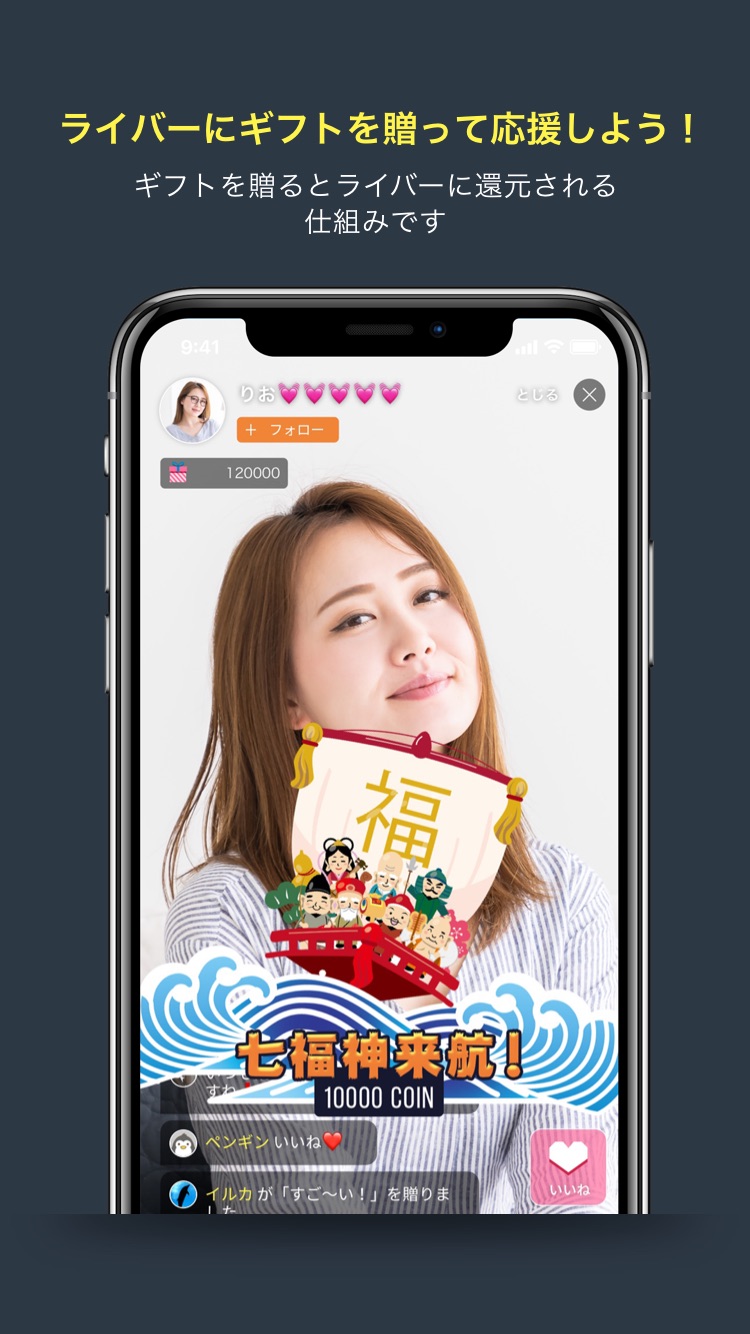 ライバーにギフトを贈って応援しよう！
ギフトを贈るとライバーに還元される
仕組みです
9:41
りお💓💓💓💓💓
とじる
+ フォロー
120000
福
七福神来航！
10000 COIN
すね
ペンギン いいね❤️
イルカ が「すご〜い！」を贈りま
した
いいね